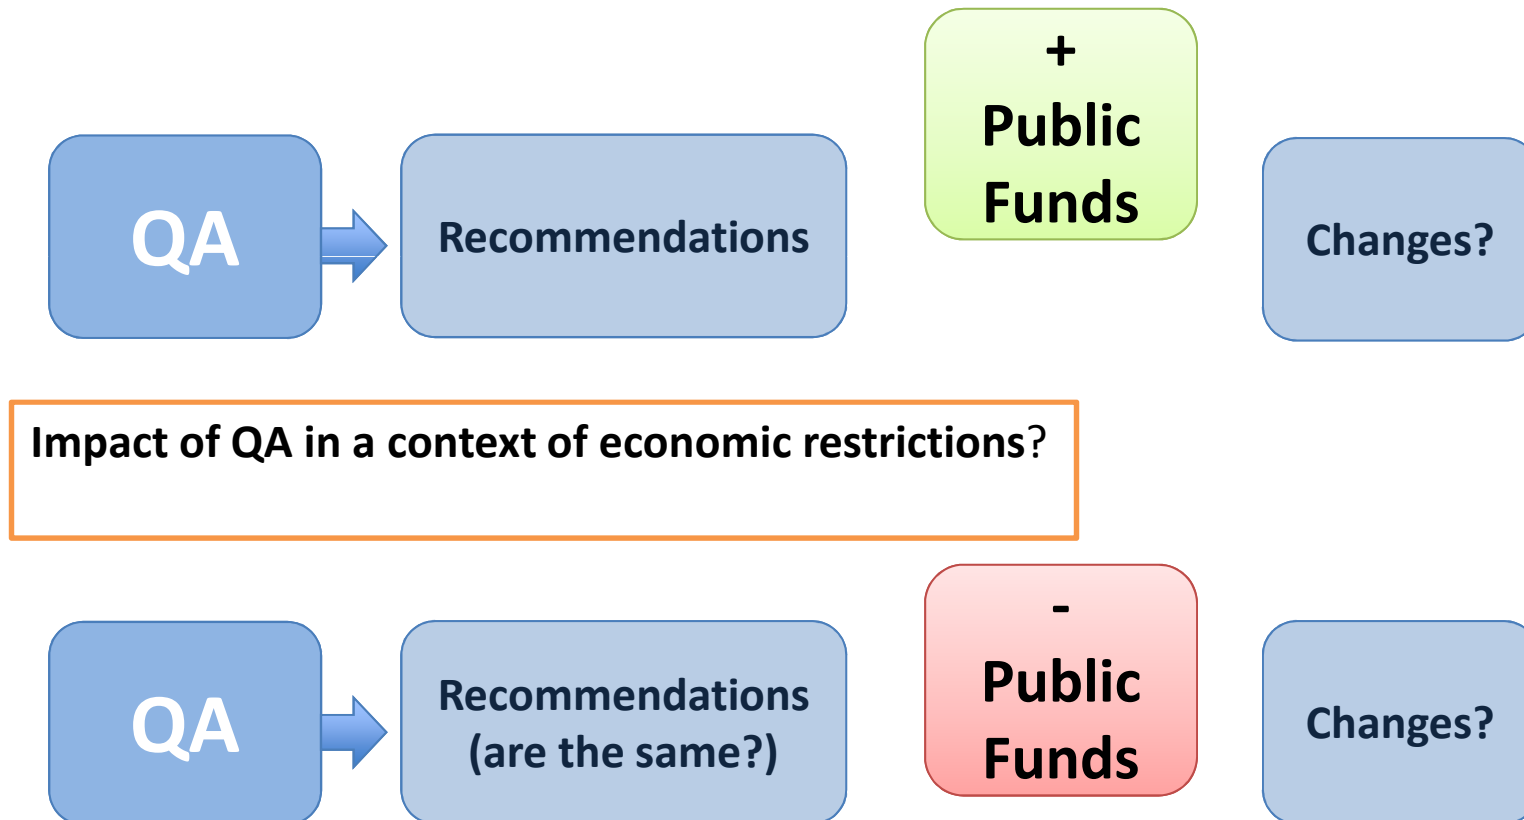 +
Public
Funds
QA
Recommendations
Changes?
Impact of QA in a context of economic restrictions?
-
Public
Funds
QA
Recommendations
(are the same?)
Changes?